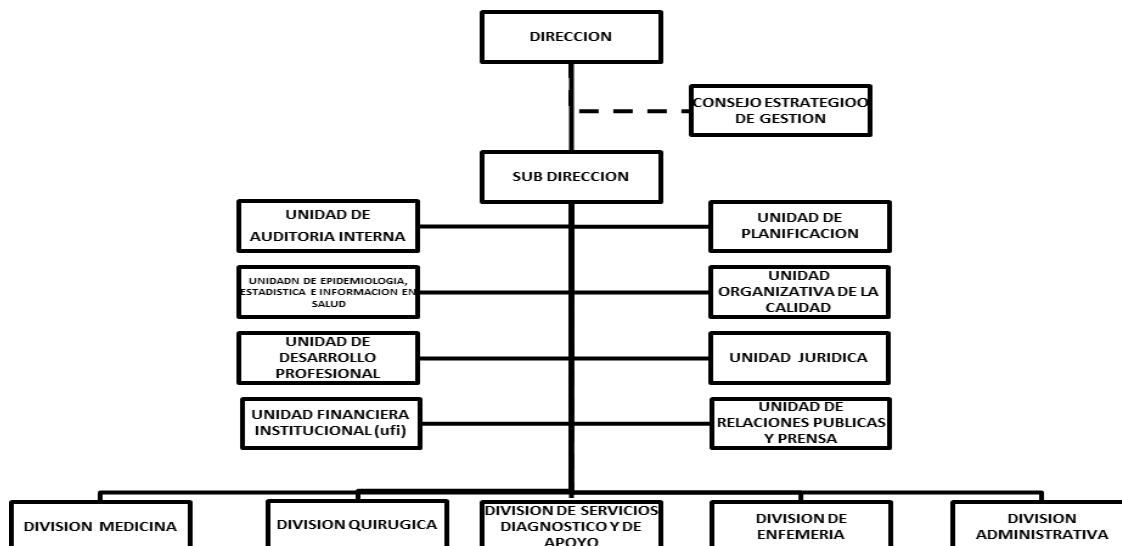 DIRECCION
CONSEJO ESTRATEGIOO
DE GESTION
SUB DIRECCION
UNIDAD DE
AUDITORIA INTERNA
UNIDAD DE
PLANIFICACION
UNIDADN DE EPIDEMIOLOGIA,
ESTADISTICA E INFORMACION EN
SALUD
UNIDAD
ORGANIZATIVA DE LA
CALIDAD
UNIDAD DE
DESARROLLO
PROFESIONAL
UNIDAD JURIDICA
UNIDAD FINANCIERA
INSTITUCIONAL (ufi)
UNIDAD DE
RELACIONES PUBLICAS
Y PRENSA
DIVISION MEDICINA
DIVISION QUIRUGICA
DIVISION DE SERVICIOS
DIAGNOSTICO Y DE
APOYO
DIVISION DE
ENFEMERIA
DIVISION
ADMINISTRATIVA